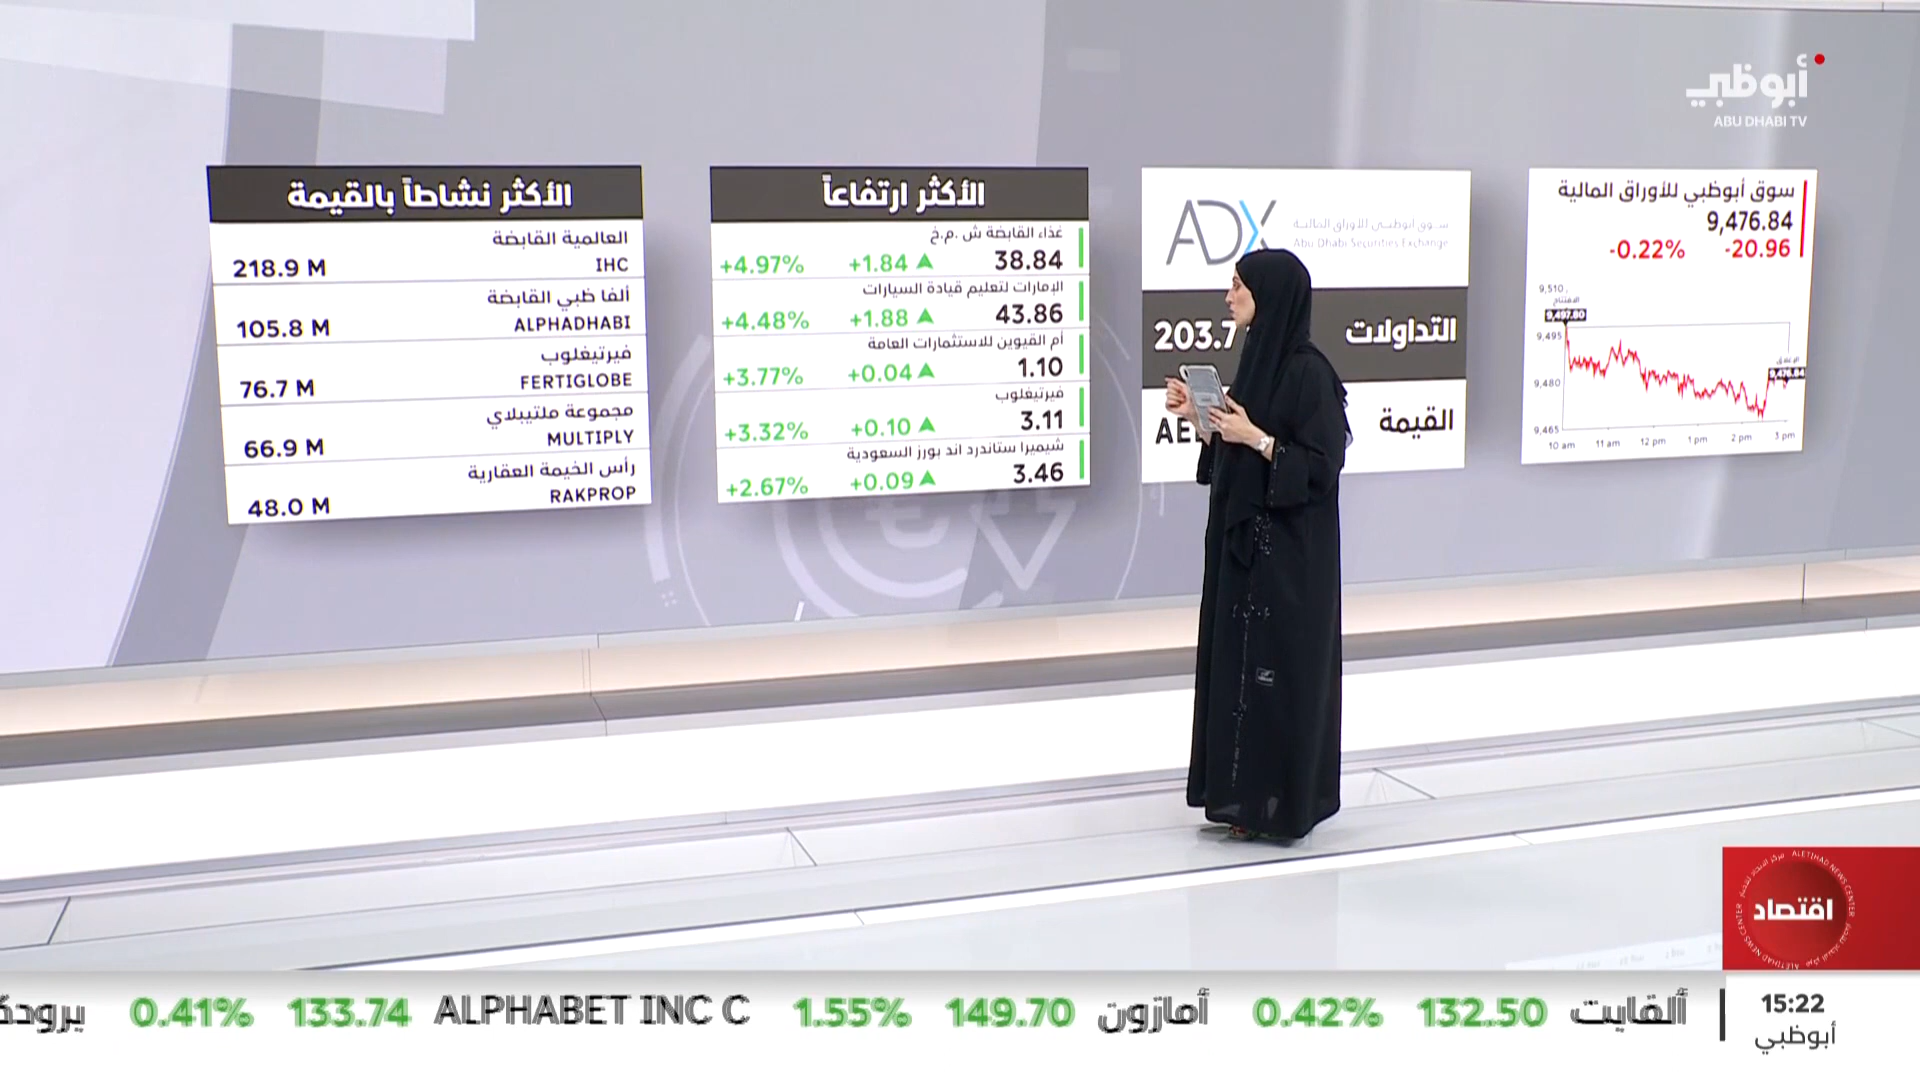 أبوظبي
ABU DHABI TV
سوق أبوظبي للأوراق المالية
9,476.84
-0.22% -20.96
9,510
الافتتاح
9,497.80
9,495
9,480
9,465
9,476.84
10 am 11 am 12 pm 1 pm 2 pm 3 pm
ADX
سوق أبوظبي للأوراق المالية
Abu Dhabi Securities Exchange
التداولات
203.7
القيمة
الأكثر ارتفاعاً
غذاء القابضة ش .م.خ
38.84 +1.84 +4.97%
الإمارات لتعليم قيادة السيارات
43.86 +1.88 +4.48%
أم القيوين للاستثمارات العامة
1.10 +0.04 +3.77%
فيرتيغلوب
3.11 +0.10 +3.32%
شيميرا ستاندرد اند بورز السعودية
3.46 +0.09 +2.67%
الأكثر نشاطاً بالقيمة
العالمية القابضة
IHC 218.9 M
ألفا ظبي القابضة
ALPHADHABI 105.8 M
فيرتيغلوب
FERTIGLOBE 76.7 M
مجموعة ملتيبلاي
MULTIPLY 66.9 M
رأس الخيمة العقارية
RAKPROP 48.0 M
ALETIHAD NEWS CENTER
اقتصاد
15:22
أبوظبي
ألفابت 132.50 0.42% أمازون 149.70 1.55% ALPHABET INC C 133.74 0.41%